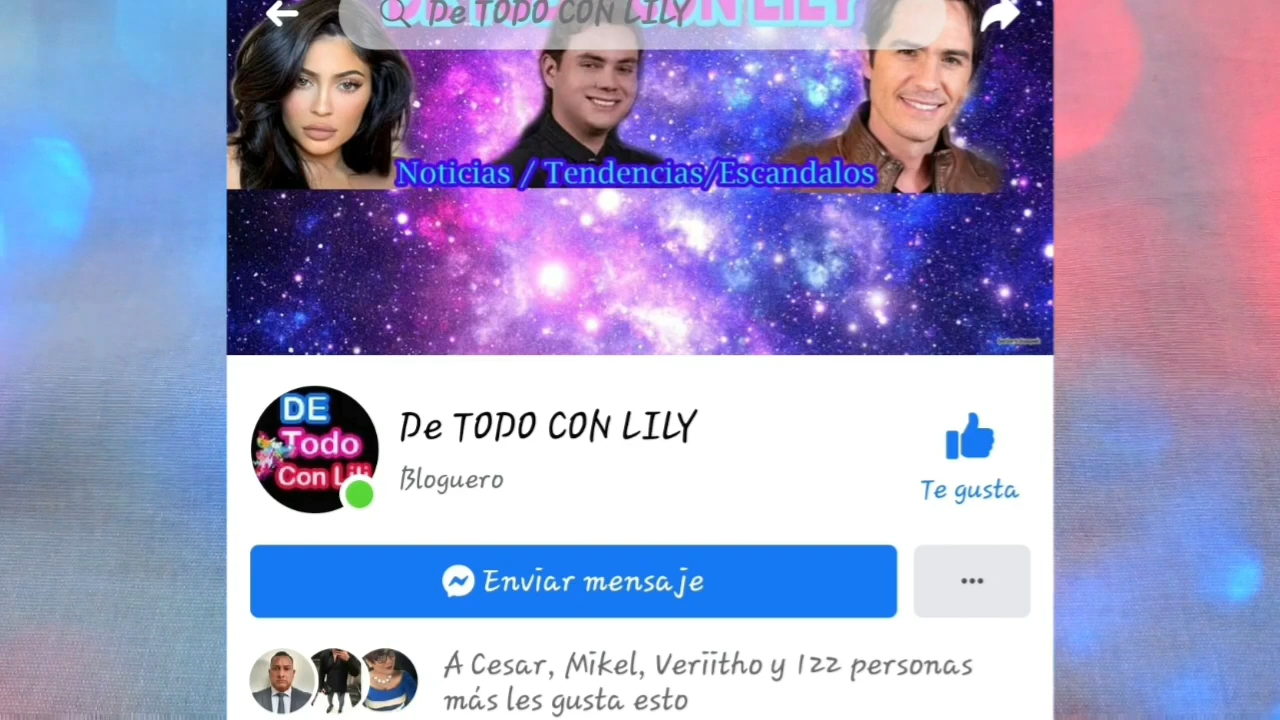 De TODO CON LILY
Noticias / Tendencias/Escandalos
DE
Todo
Con Lili
De TODO CON LILY
Bloguero
Te gusta
Enviar mensaje
A Cesar, Mikel, Veriitho y 122 personas
más les gusta esto